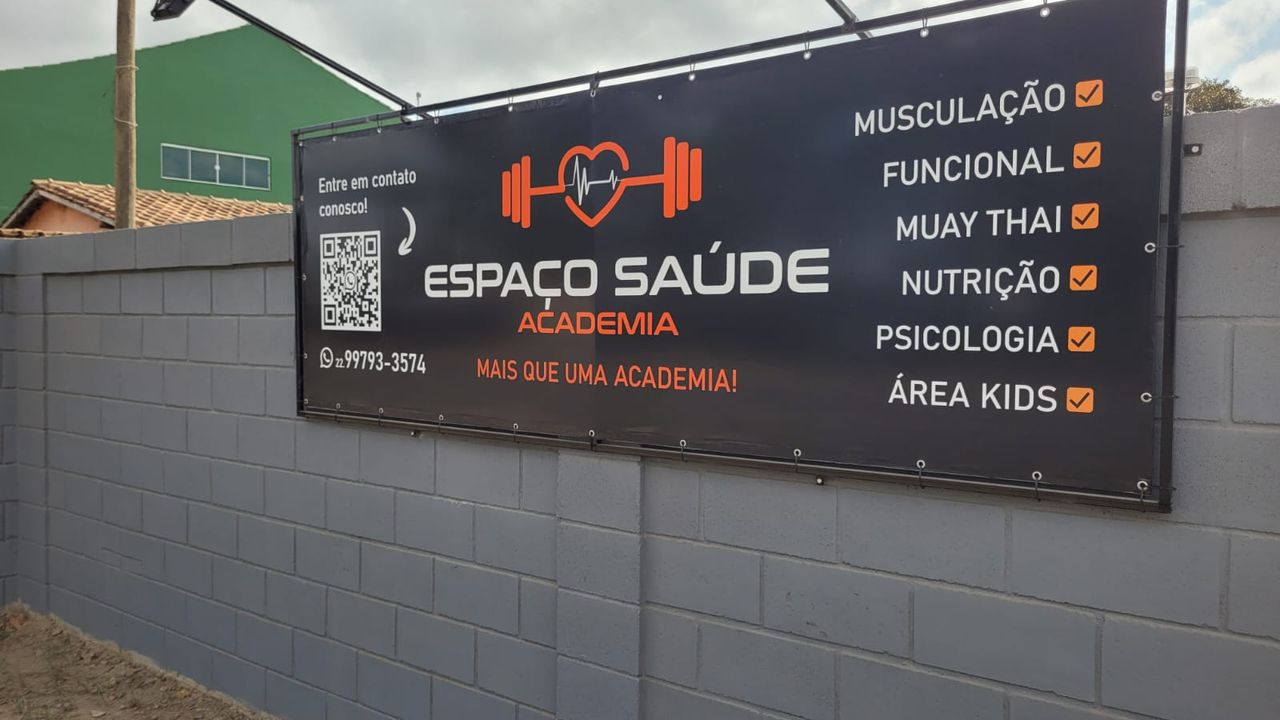 Entre em contato
conosco!
22 99793-3574
ESPAÇO SAÚDE
ACADEMIA
MAIS QUE UMA ACADEMIA!
MUSCULAÇÃO
FUNCIONAL
MUAY THAI
NUTRIÇÃO
PSICOLOGIA
ÁREA KIDS